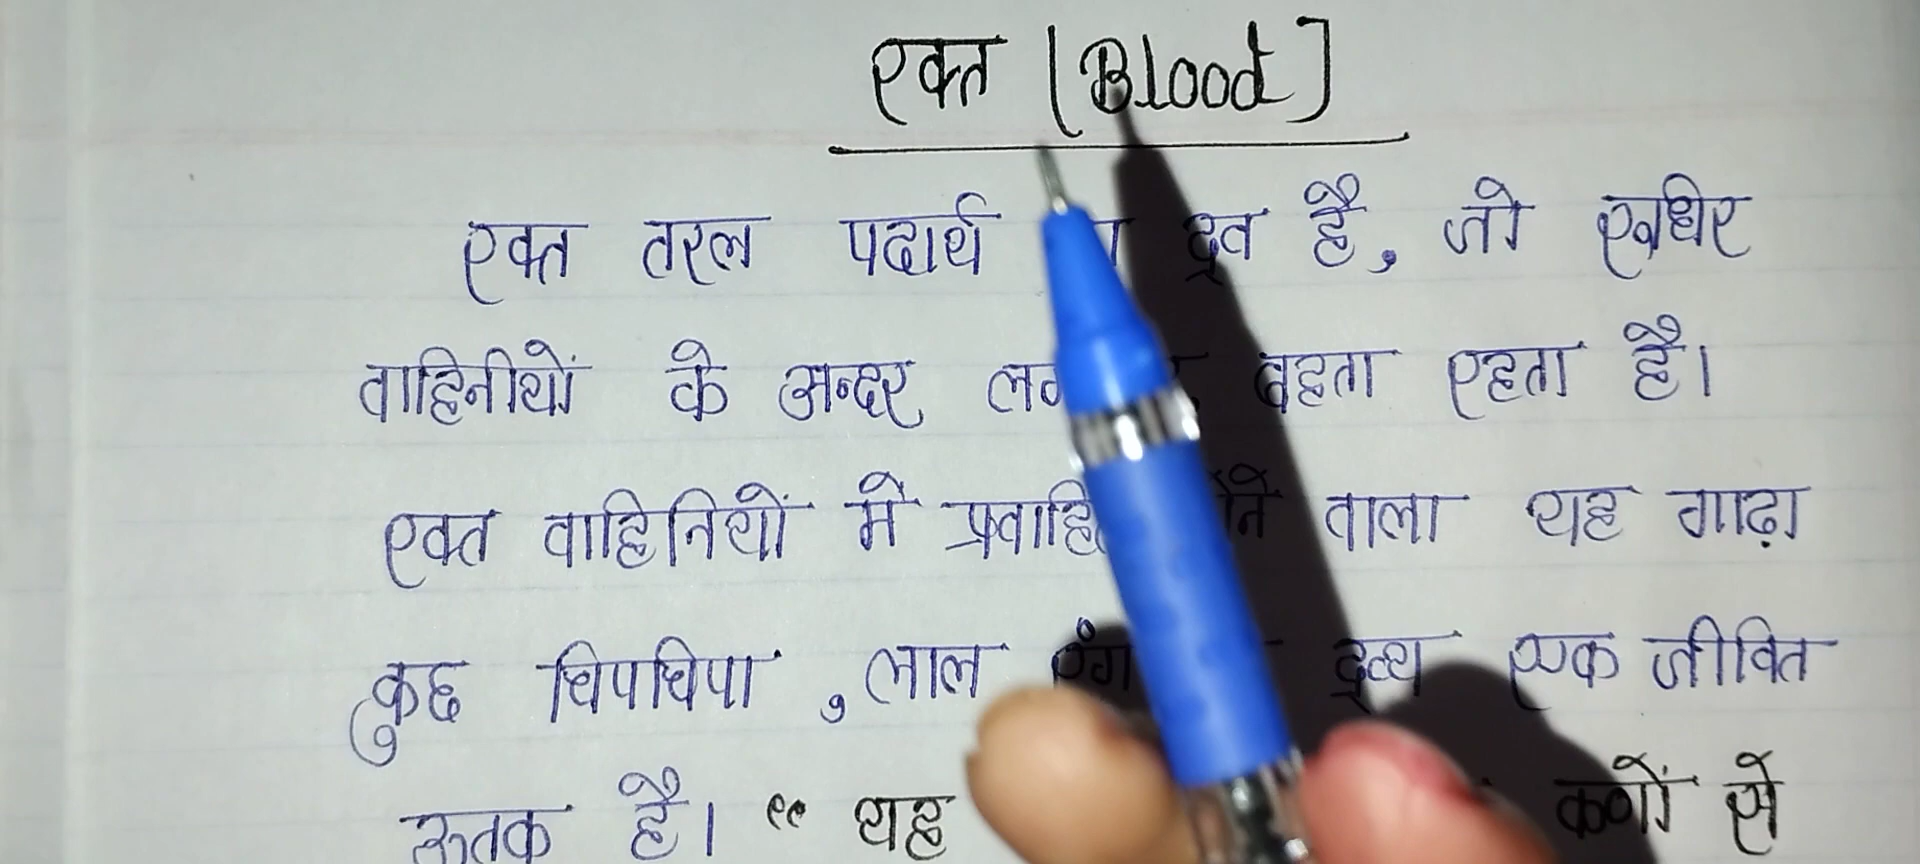 रक्त [Blood]
रक्त तरल पदार्थ द्रव है, जो रूधिर
वाहिनीयों के अन्दर बहता रहता है।
रक्त वाहिनियों में वाला यह गाढ़ा
कुछ चिपचिपा , लाल रंग द्रव्य एक जीवित
ऊतक है। “ यह कणों से